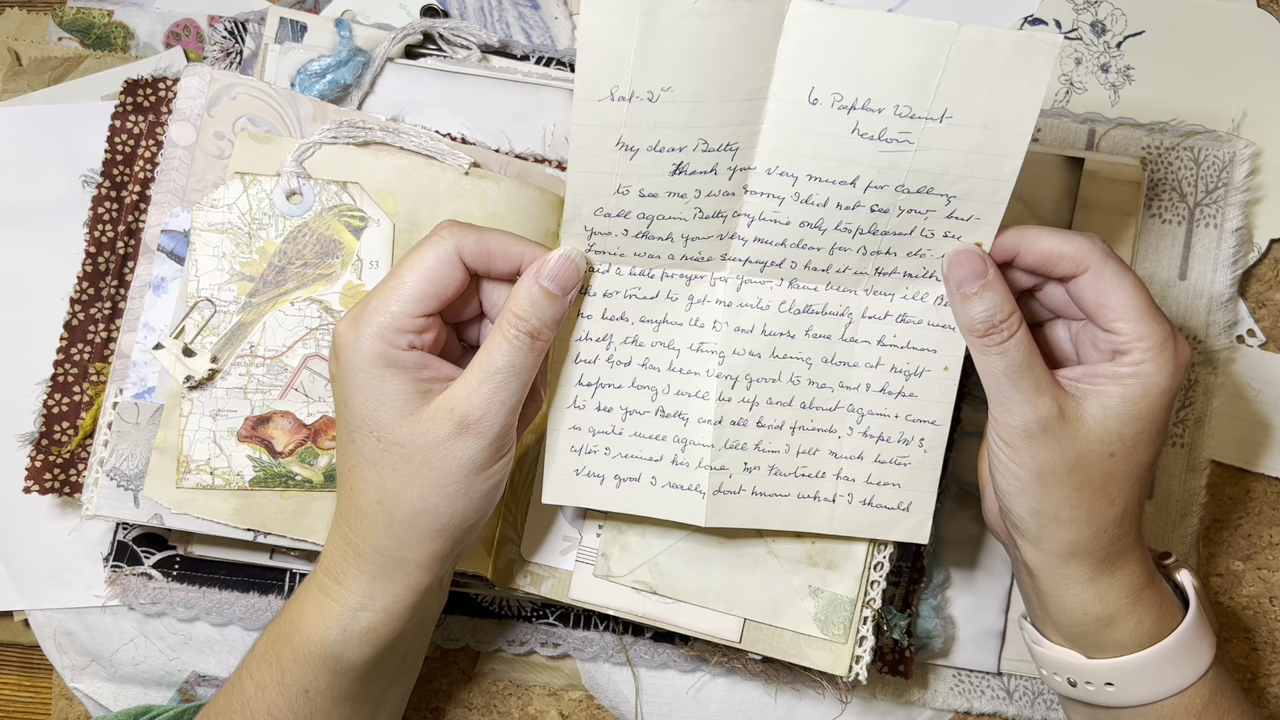 Sat - 2nd
6. Poplar Weint
Neston
My dear Betty
Thank you very much for calling
to see me I was sorry I did not see you, but
call again Betty anytime only too pleased to see
you. I thank you very much dear for Books etc.
Tonic was a nice surprised I had it in Hot milk
said a little prayer for you, I have been very ill
the Dr tried to get me into Clatterbridg but there were
no beds, anyhow the Dr and nurse have been kindness
itself, the only thing was being alone at night
but God has been very good to me, and I hope
before long I will be up and about again & come
to see you Betty and all kind friends, I hope Mr S.
is quite well again tell him I felt much better
after I received his love, Mrs Fewtrell has been
very good I really dont know what I should
53